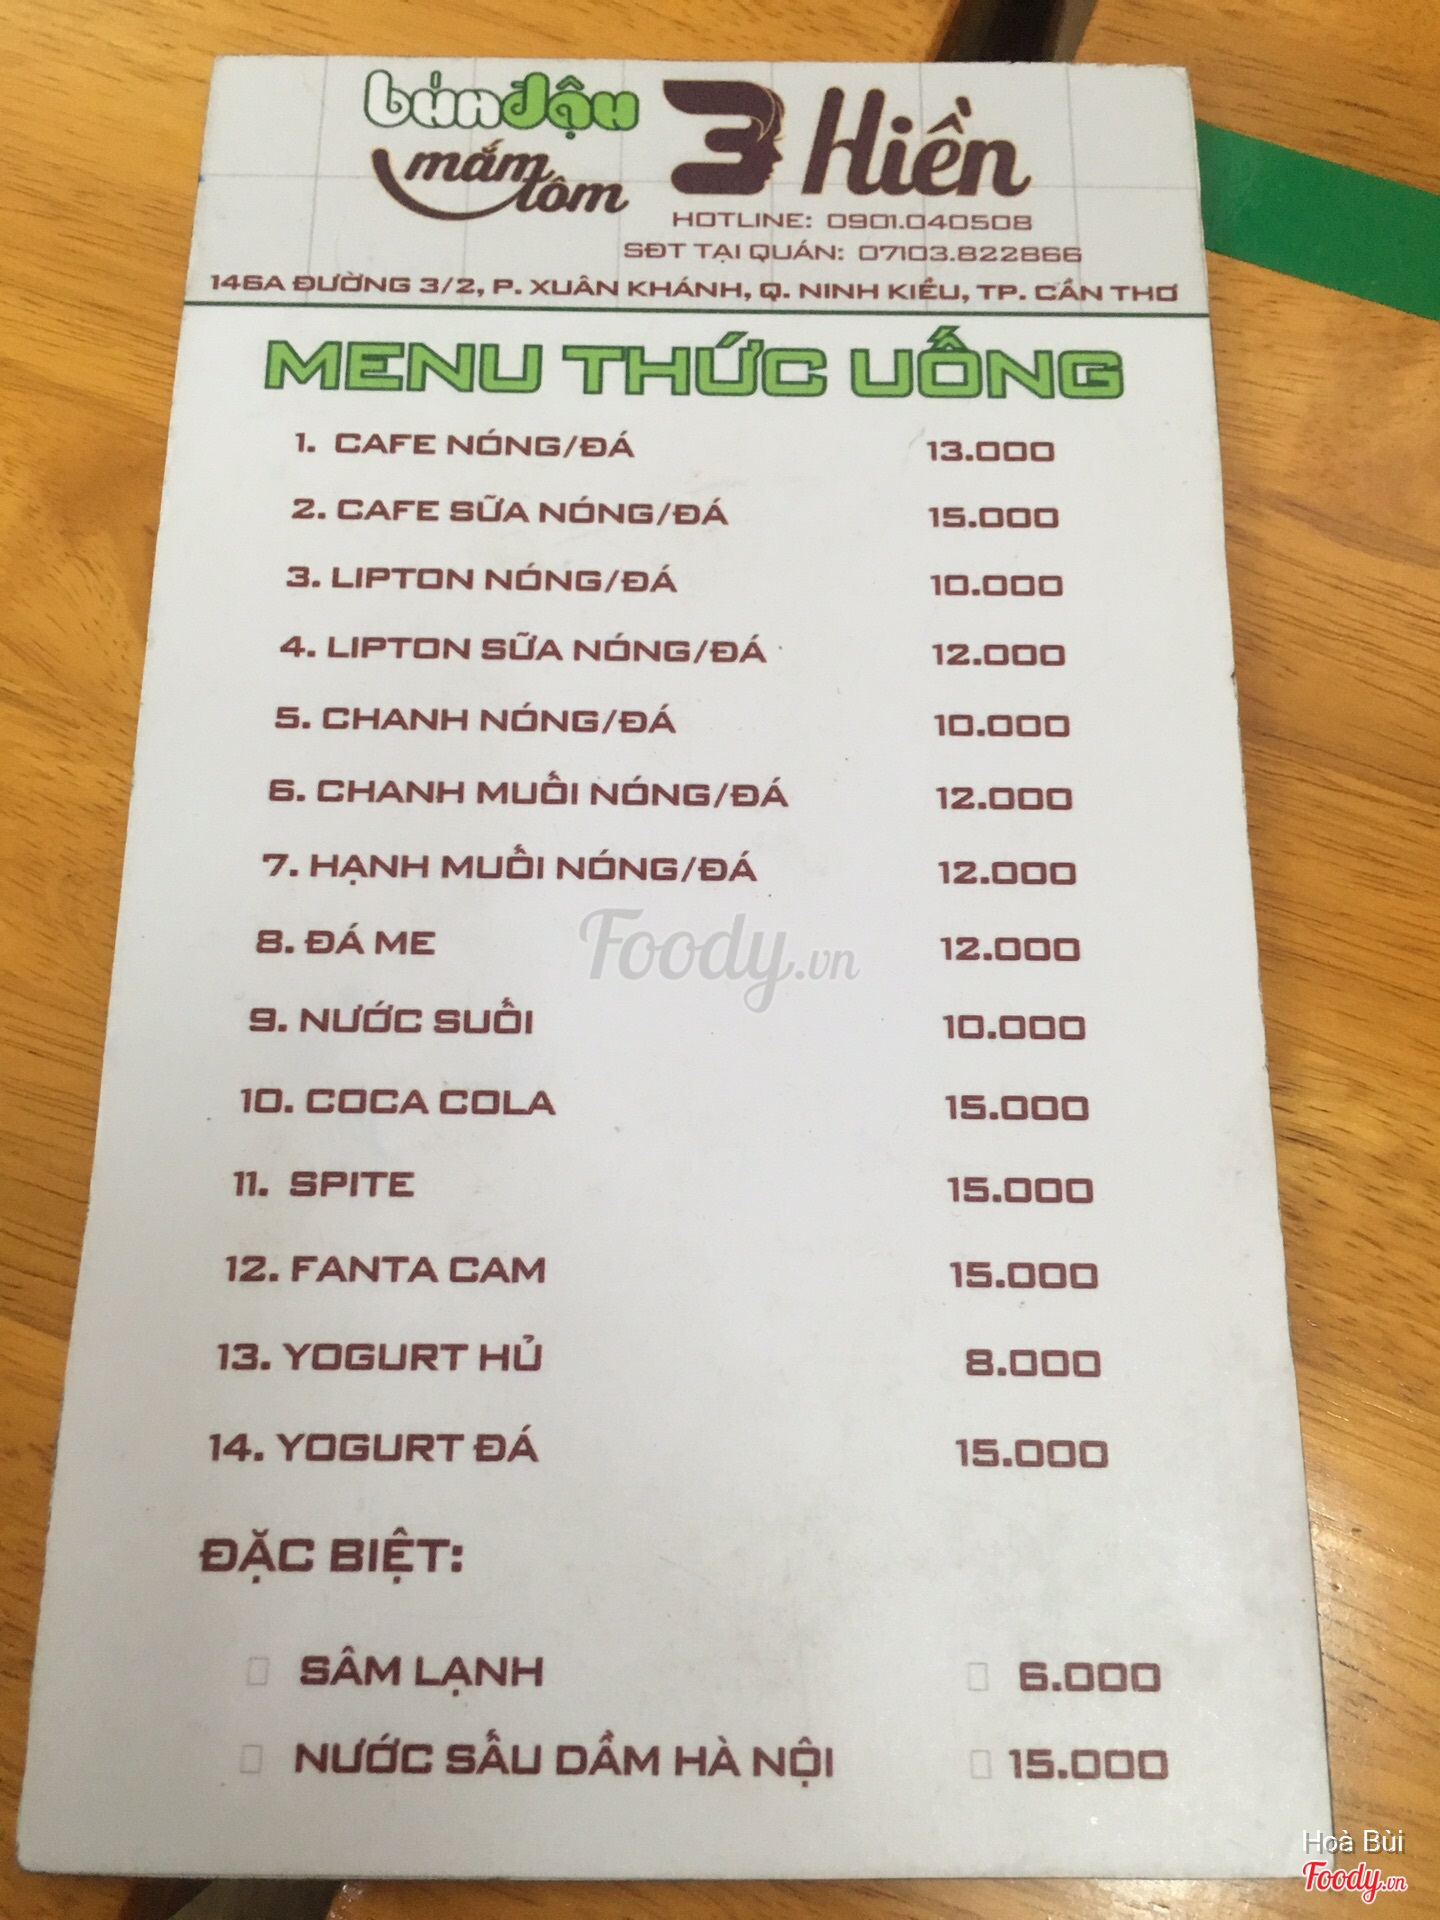 bún đậu
mắm tôm
3 Hiền
HOTLINE: 0901.040508
SĐT TẠI QUÁN: 07103.822866
146A ĐƯỜNG 3/2, P. XUÂN KHÁNH, Q. NINH KIỀU, TP. CẦN THƠ
MENU THỨC UỐNG
1. CAFE NÓNG/ĐÁ 13.000
2. CAFE SỮA NÓNG/ĐÁ 15.000
3. LIPTON NÓNG/ĐÁ 10.000
4. LIPTON SỮA NÓNG/ĐÁ 12.000
5. CHANH NÓNG/ĐÁ 10.000
6. CHANH MUỐI NÓNG/ĐÁ 12.000
7. HẠNH MUỐI NÓNG/ĐÁ 12.000
8. ĐÁ ME 12.000
Foody.vn
9. NƯỚC SUỐI 10.000
10. COCA COLA 15.000
11. SPITE 15.000
12. FANTA CAM 15.000
13. YOGURT HỦ 8.000
14. YOGURT ĐÁ 15.000
ĐẶC BIỆT:
SÂM LẠNH 6.000
NƯỚC SẤU DẦM HÀ NỘI 15.000
Hoà Bùi
Foody.vn